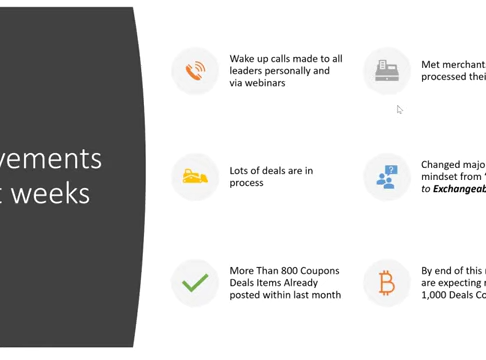 vements
weeks
Wake up calls made to all
leaders personally and
via webinars
Met merchant
processed thei
Lots of deals are in
process
Changed majo
mindset from
to Exchangeab
More Than 800 Coupons
Deals Items Already
posted within last month
By end of this
are expecting
1,000 Deals Co